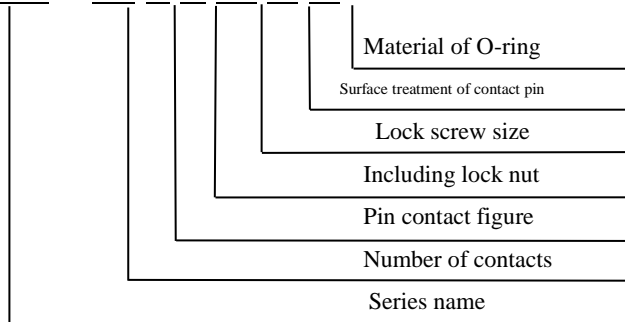 Material of O-ring
Surface treatment of contact pin
Lock screw size
Including lock nut
Pin contact figure
Number of contacts
Series name